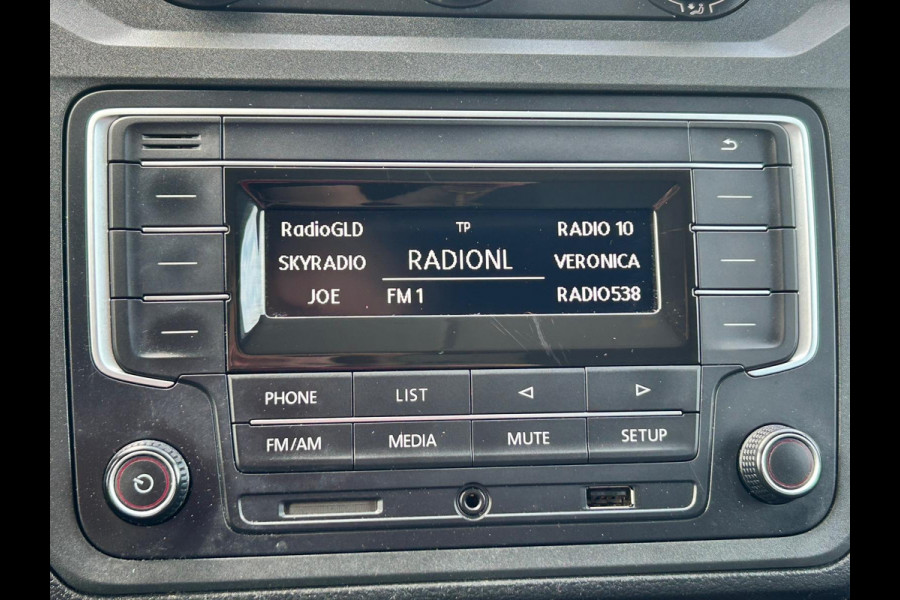 RadioGLD TP RADIO 10
SKYRADIO RADIONL VERONICA
JOE FM 1 RADIO538
PHONE LIST
FM/AM MEDIA MUTE SETUP